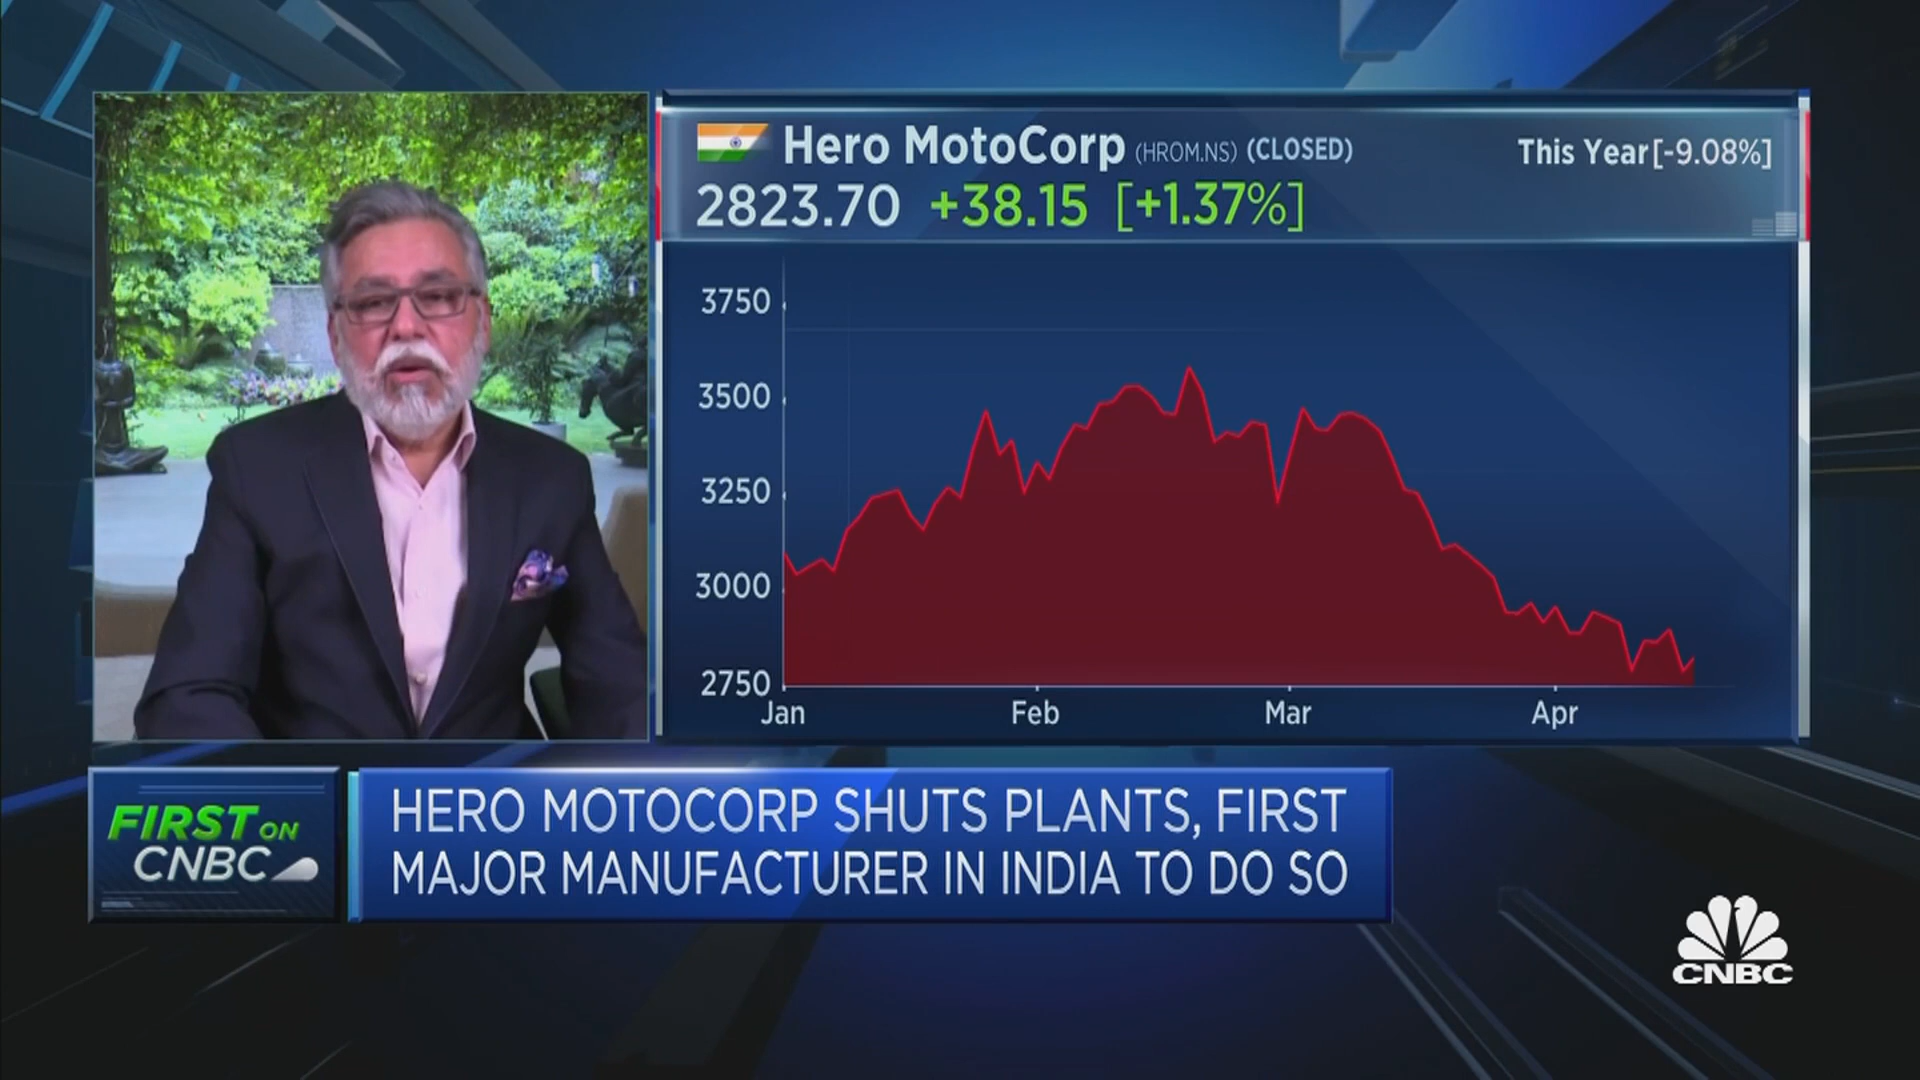 Hero MotoCorp (HROM.NS) (CLOSED) This Year [-9.08%]
2823.70 +38.15 [+1.37%]
3750
3500
3250
3000
2750
Jan Feb Mar Apr
FIRST ON
CNBC
HERO MOTOCORP SHUTS PLANTS, FIRST
MAJOR MANUFACTURER IN INDIA TO DO SO
CNBC